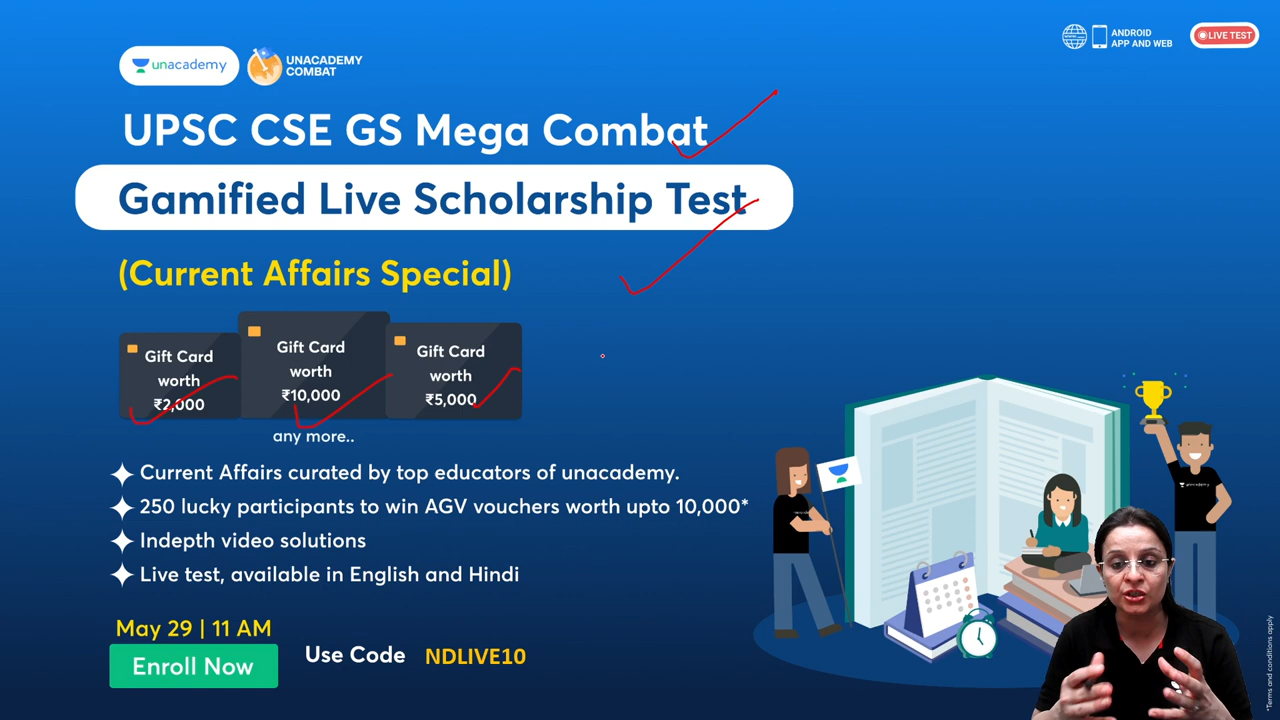 ANDROID
APP AND WEB
LIVE TEST
unacademy
UNACADEMY
COMBAT
UPSC CSE GS Mega Combat
Gamified Live Scholarship Test
(Current Affairs Special)
Gift Card
worth
₹2,000
Gift Card
worth
₹10,000
Gift Card
worth
₹5,000
any more..
Current Affairs curated by top educators of unacademy.
250 lucky participants to win AGV vouchers worth upto 10,000*
Indepth video solutions
Live test, available in English and Hindi
May 29 | 11 AM
Enroll Now
Use Code NDLIVE10
unacademy
*Terms and conditions apply